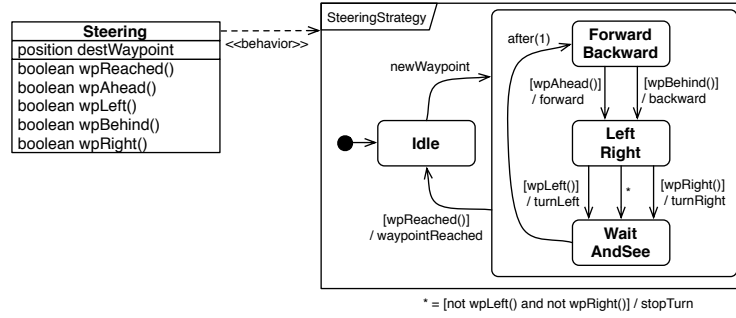 Steering
position destWaypoint
boolean wpReached()
boolean wpAhead()
boolean wpLeft()
boolean wpBehind()
boolean wpRight()
<<behavior>>
SteeringStrategy
newWaypoint
Idle
[wpReached()]
/ waypointReached
after(1)
Forward
Backward
[wpAhead()]
/ forward
[wpBehind()]
/ backward
Left
Right
[wpLeft()]
/ turnLeft
*
[wpRight()]
/ turnRight
Wait
AndSee
* = [not wpLeft() and not wpRight()] / stopTurn